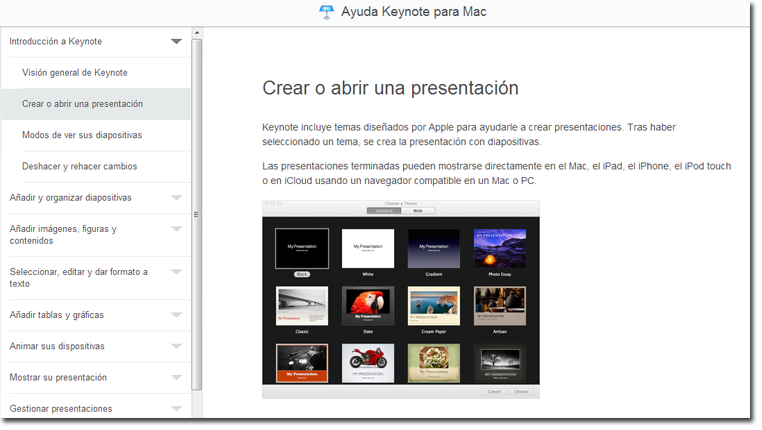 Ayuda Keynote para Mac
Introducción a Keynote
Visión general de Keynote
Crear o abrir una presentación
Modos de ver sus diapositivas
Deshacer y rehacer cambios
Añadir y organizar diapositivas
Añadir imágenes, figuras y
contenidos
Seleccionar, editar y dar formato a
texto
Añadir tablas y gráficas
Animar sus dispositivas
Mostrar su presentación
Gestionar presentaciones
Crear o abrir una presentación
Keynote incluye temas diseñados por Apple para ayudarle a crear presentaciones. Tras haber
seleccionado un tema, se crea la presentación con diapositivas.
Las presentaciones terminadas pueden mostrarse directamente en el Mac, el iPad, el iPhone, el iPod touch
o en iCloud usando un navegador compatible en un Mac o PC.
Choose a Theme
Standard Wide
My Presentation
My Presentation
My Presentation
MY PRESENTATION
Black
White
Gradient
Photo Essay
My Presentation
Classic
Slate
Cream Paper
Artisan
My Presentation
MY PRESENTATION
My Presentation
MY PRESENTATION
Cancel
Choose